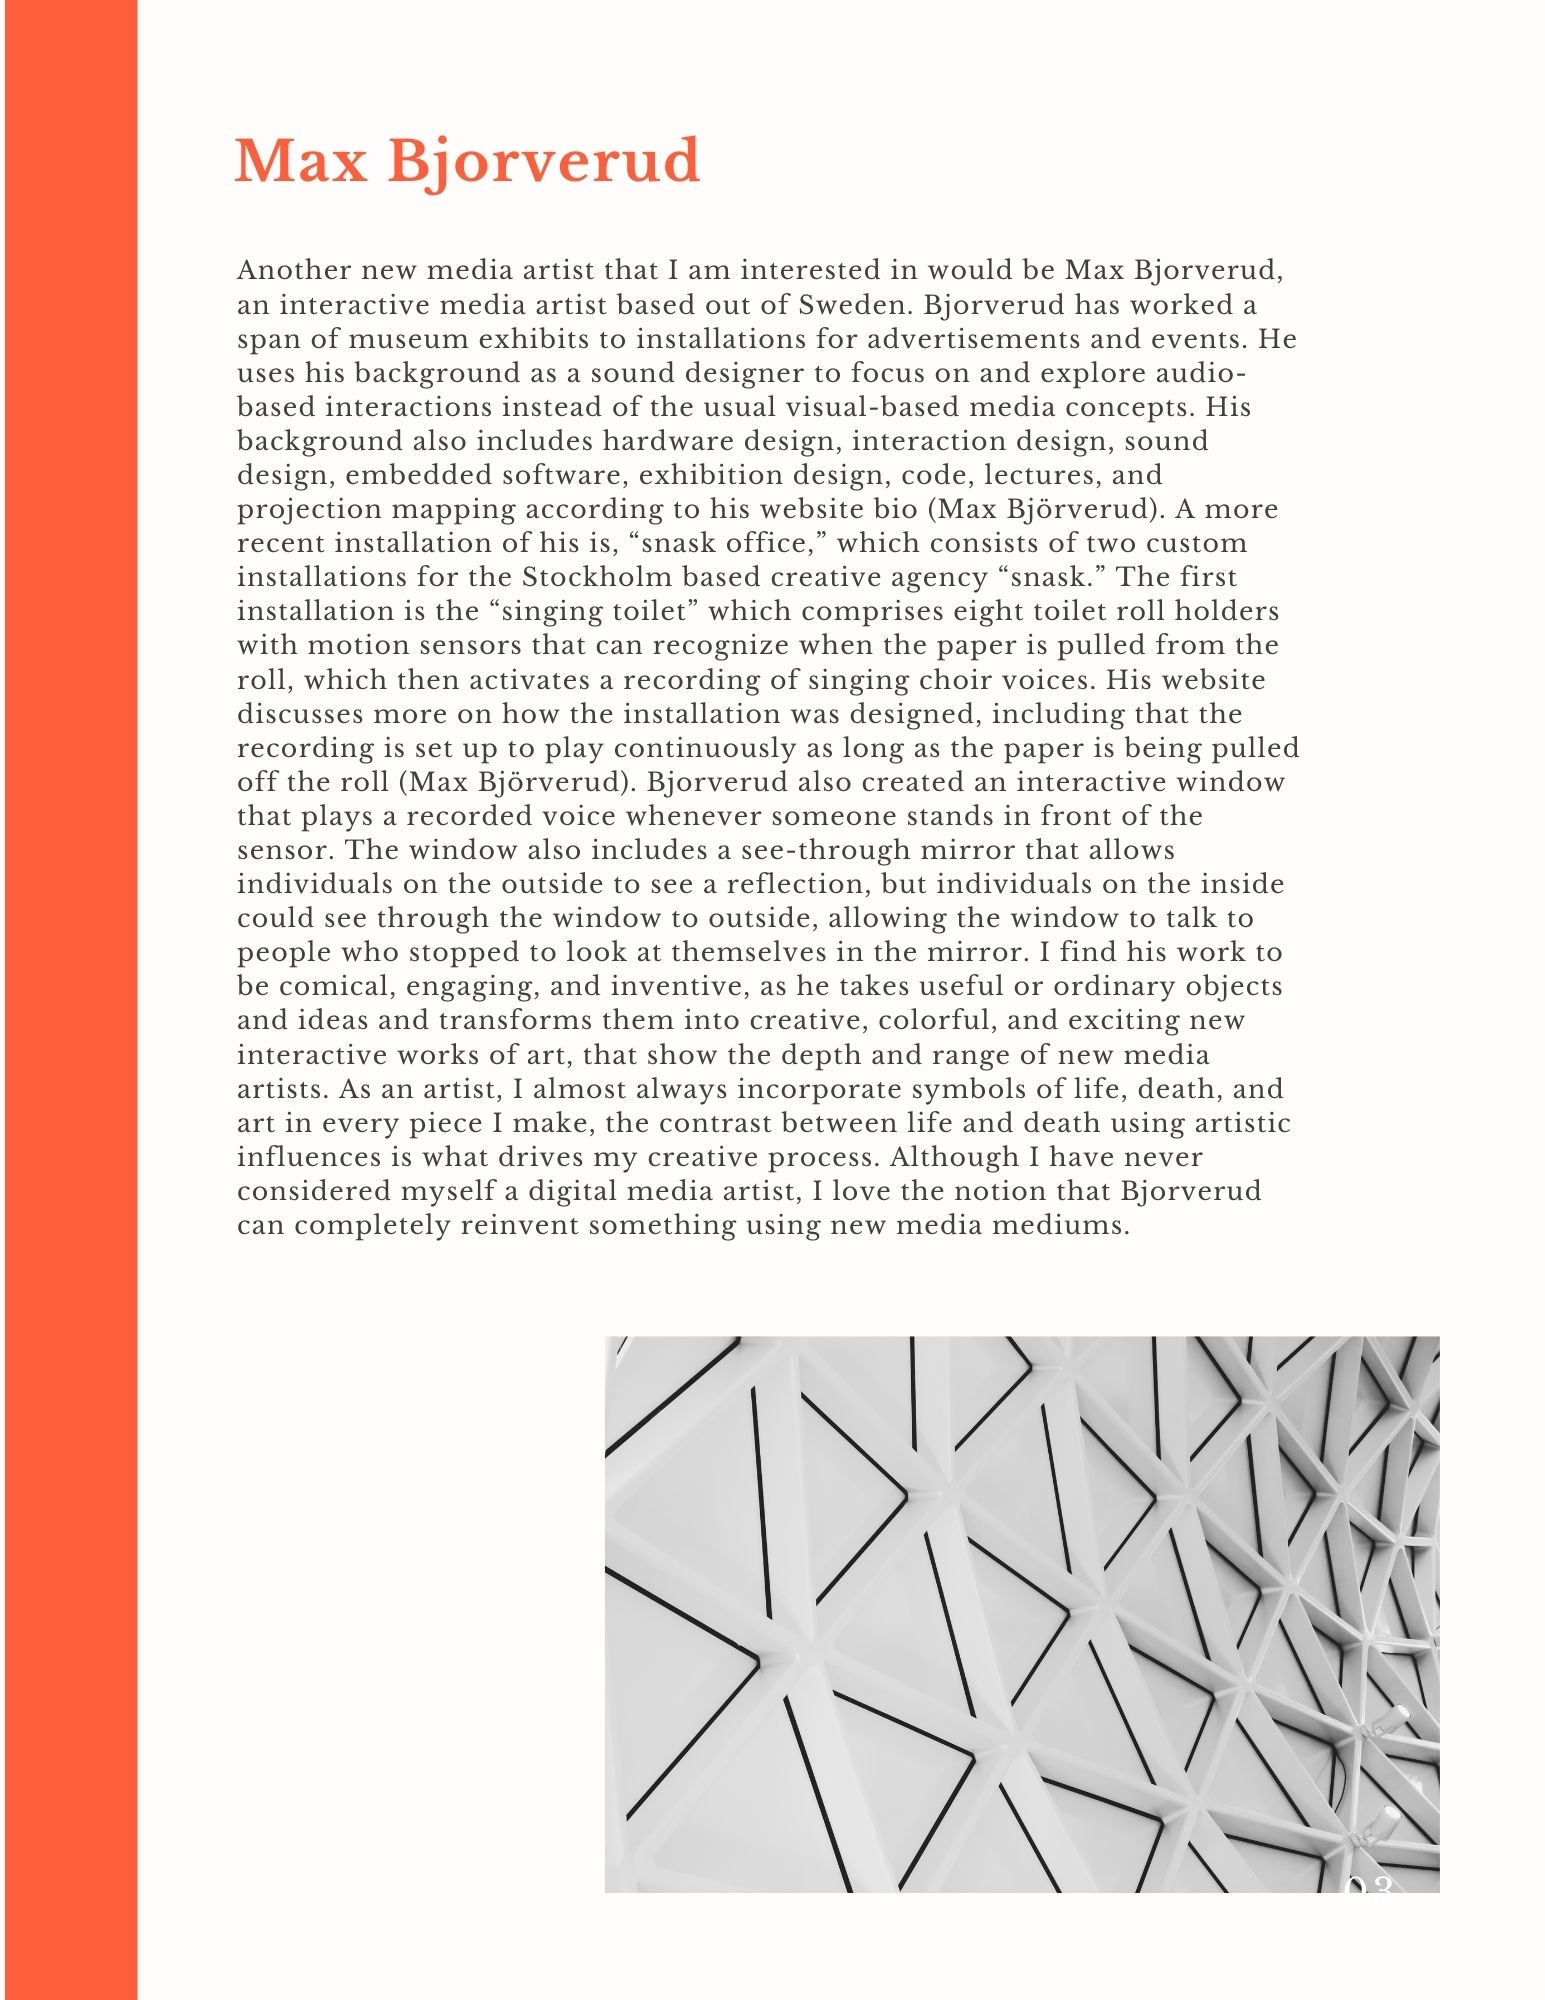 Max Bjorverud
Another new media artist that I am interested in would be Max Bjorverud,
an interactive media artist based out of Sweden. Bjorverud has worked a
span of museum exhibits to installations for advertisements and events. He
uses his background as a sound designer to focus on and explore audio-
based interactions instead of the usual visual-based media concepts. His
background also includes hardware design, interaction design, sound
design, embedded software, exhibition design, code, lectures, and
projection mapping according to his website bio (Max Björverud). A more
recent installation of his is, “snask office,” which consists of two custom
installations for the Stockholm based creative agency “snask.” The first
installation is the “singing toilet” which comprises eight toilet roll holders
with motion sensors that can recognize when the paper is pulled from the
roll, which then activates a recording of singing choir voices. His website
discusses more on how the installation was designed, including that the
recording is set up to play continuously as long as the paper is being pulled
off the roll (Max Björverud). Bjorverud also created an interactive window
that plays a recorded voice whenever someone stands in front of the
sensor. The window also includes a see-through mirror that allows
individuals on the outside to see a reflection, but individuals on the inside
could see through the window to outside, allowing the window to talk to
people who stopped to look at themselves in the mirror. I find his work to
be comical, engaging, and inventive, as he takes useful or ordinary objects
and ideas and transforms them into creative, colorful, and exciting new
interactive works of art, that show the depth and range of new media
artists. As an artist, I almost always incorporate symbols of life, death, and
art in every piece I make, the contrast between life and death using artistic
influences is what drives my creative process. Although I have never
considered myself a digital media artist, I love the notion that Bjorverud
can completely reinvent something using new media mediums.
03